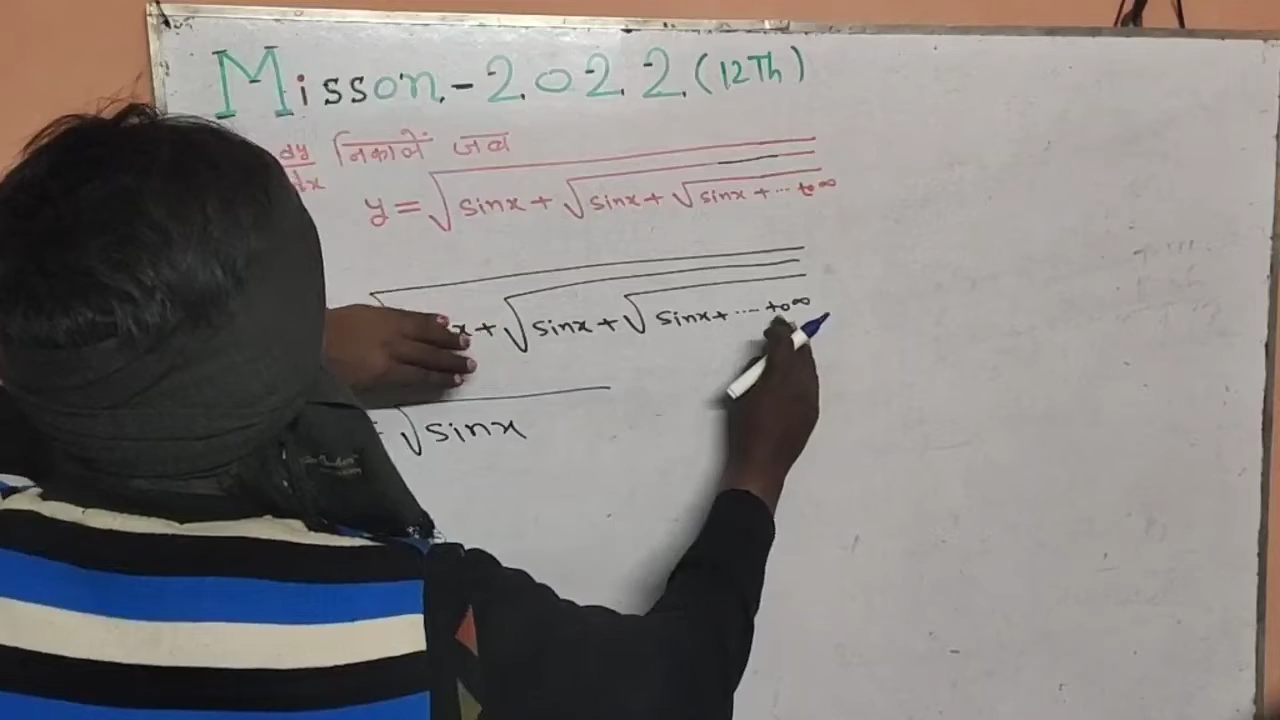 Misson-2022 (12Th)
dy/dx निकालें जब
y = √sinx + √sinx + √sinx + ... to ∞
x + √sinx + √sinx + .... to ∞
√sinx